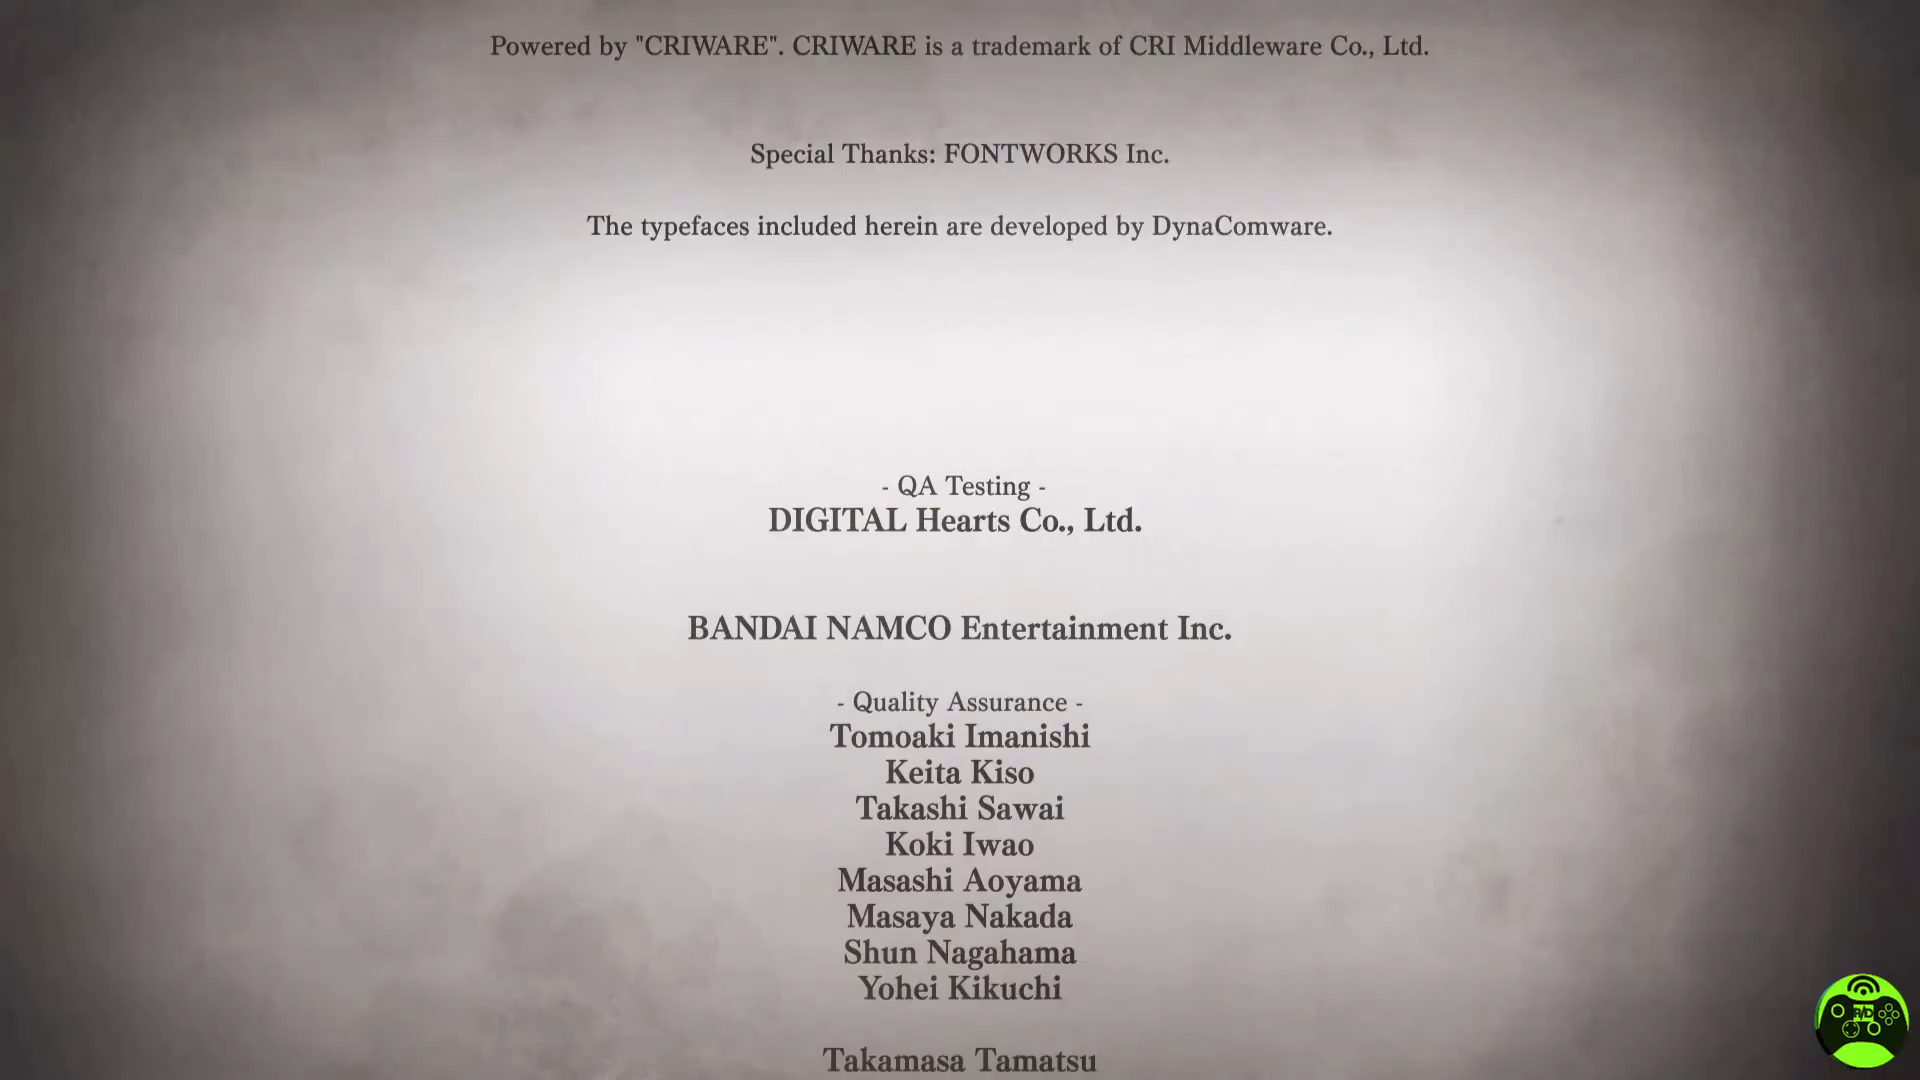 Powered by "CRIWARE". CRIWARE is a trademark of CRI Middleware Co., Ltd.
Special Thanks: FONTWORKS Inc.
The typefaces included herein are developed by DynaComware.
- QA Testing -
DIGITAL Hearts Co., Ltd.
BANDAI NAMCO Entertainment Inc.
- Quality Assurance -
Tomoaki Imanishi
Keita Kiso
Takashi Sawai
Koki Iwao
Masashi Aoyama
Masaya Nakada
Shun Nagahama
Yohei Kikuchi
Takamasa Tamatsu